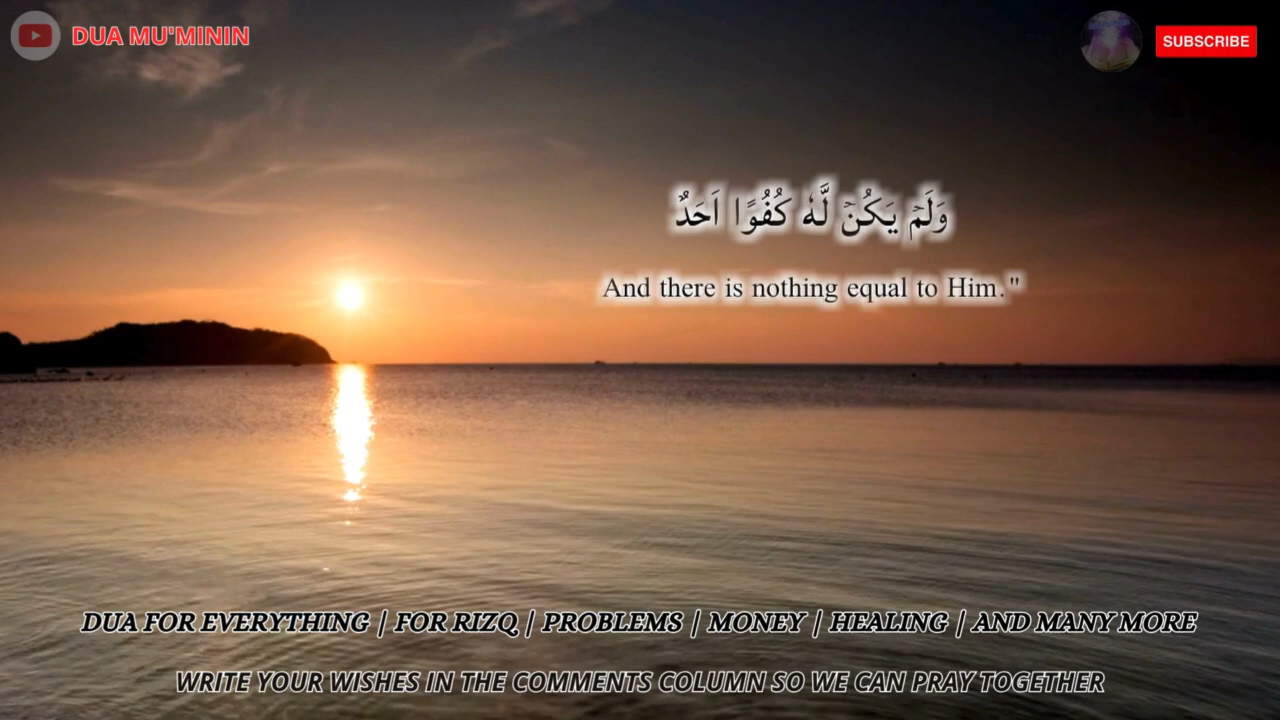 DUA MU'MININ
SUBSCRIBE
وَلَمۡ يَكُنۡ لَّهٗ كُفُوًا اَحَدٌ
And there is nothing equal to Him."
DUA FOR EVERYTHING | FOR RIZQ | PROBLEMS | MONEY | HEALING | AND MANY MORE
WRITE YOUR WISHES IN THE COMMENTS COLUMN SO WE CAN PRAY TOGETHER